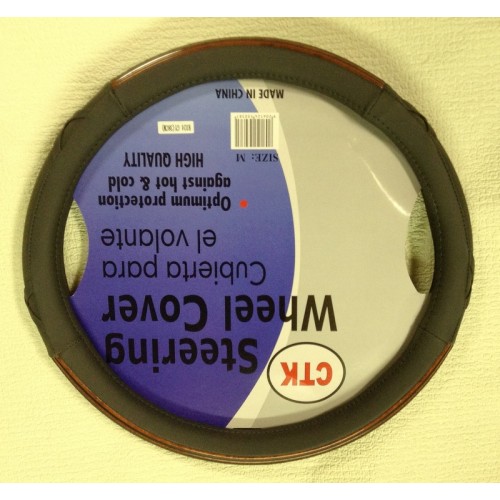 CTK
Steering
Wheel Cover
Cubierta para
el volante
• Optimum protection
against hot & cold
HIGH QUALITY
SIZE: M
MADE IN CHINA